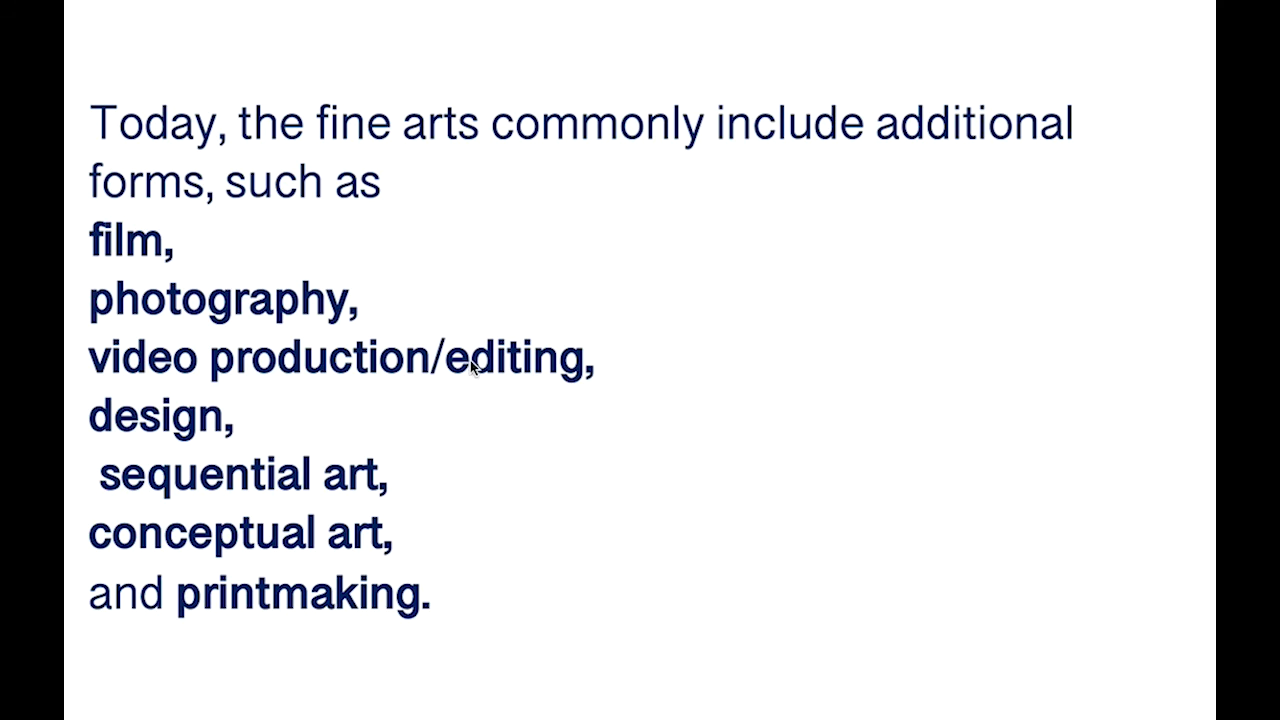 Today, the fine arts commonly include additional
forms, such as
film,
photography,
video production/editing,
design,
sequential art,
conceptual art,
and printmaking.